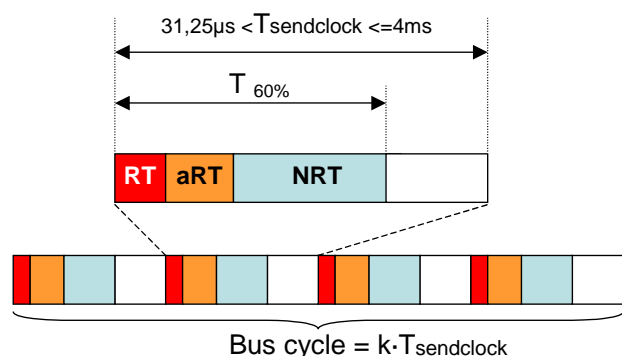 31,25µs <Tsendclock <=4ms
T 60%
RT aRT NRT
Bus cycle = k·Tsendclock